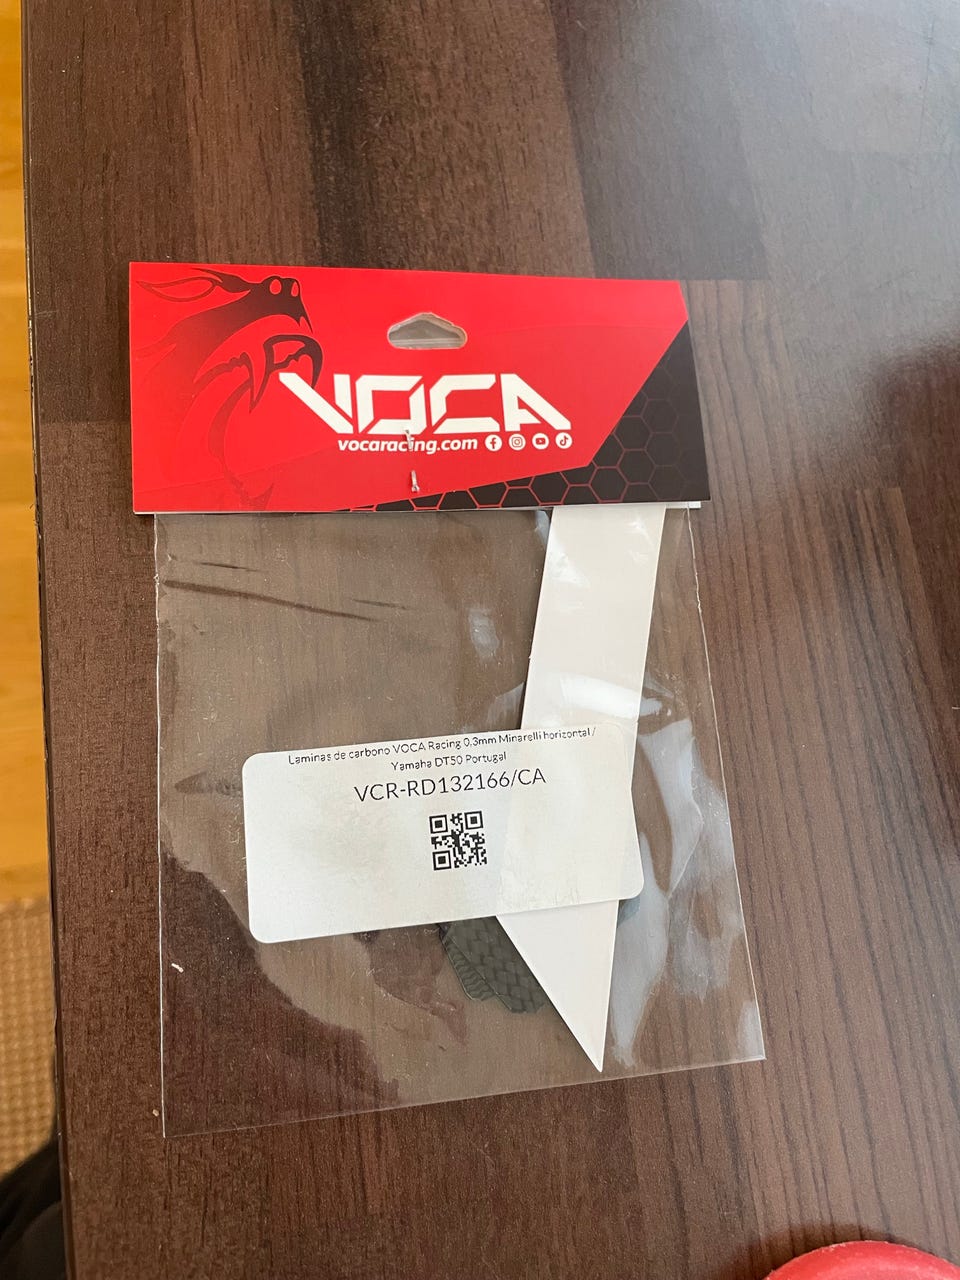 VOCA
vocaracing.com
Laminas de carbono VOCA Racing 0,3mm Minarelli horizontal /
Yamaha DT50 Portugal
VCR-RD132166/CA